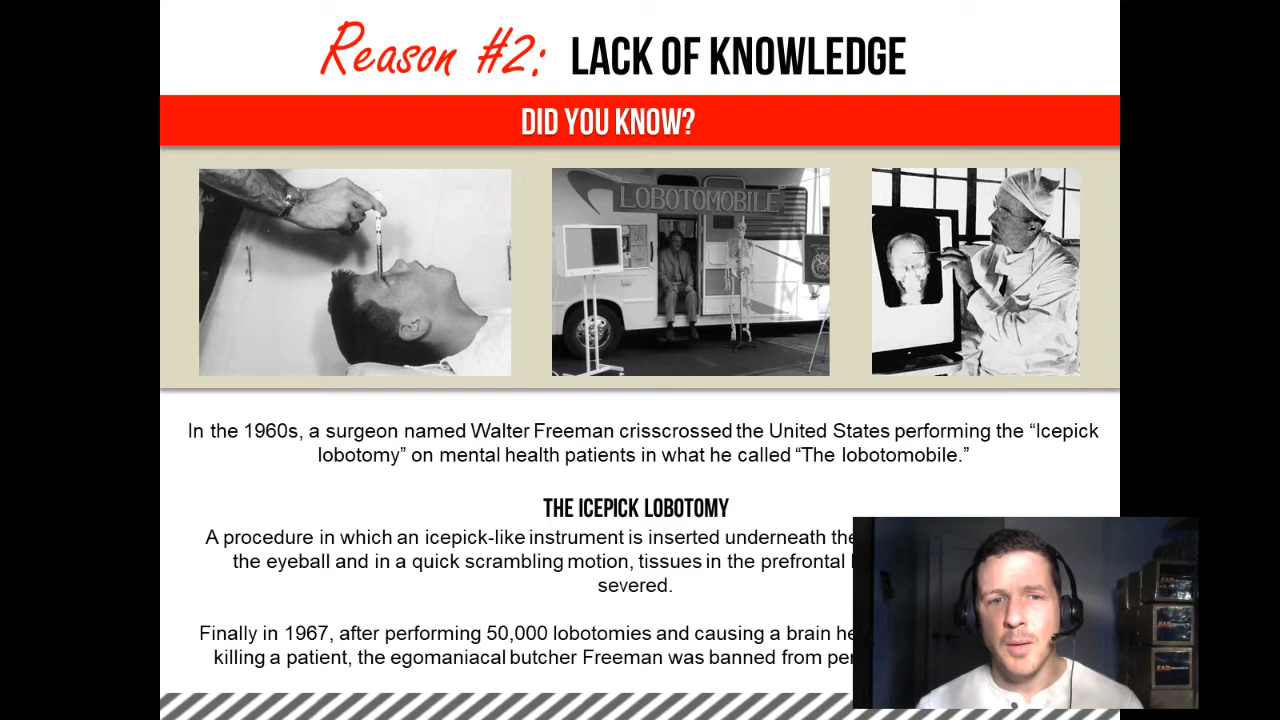 Reason #2: LACK OF KNOWLEDGE
DID YOU KNOW?
LOBOTOMOBILE
In the 1960s, a surgeon named Walter Freeman crisscrossed the United States performing the “Icepick
lobotomy” on mental health patients in what he called “The lobotomobile.”
THE ICEPICK LOBOTOMY
A procedure in which an icepick-like instrument is inserted underneath the
the eyeball and in a quick scrambling motion, tissues in the prefrontal
severed.
Finally in 1967, after performing 50,000 lobotomies and causing a brain
killing a patient, the egomaniacal butcher Freeman was banned from